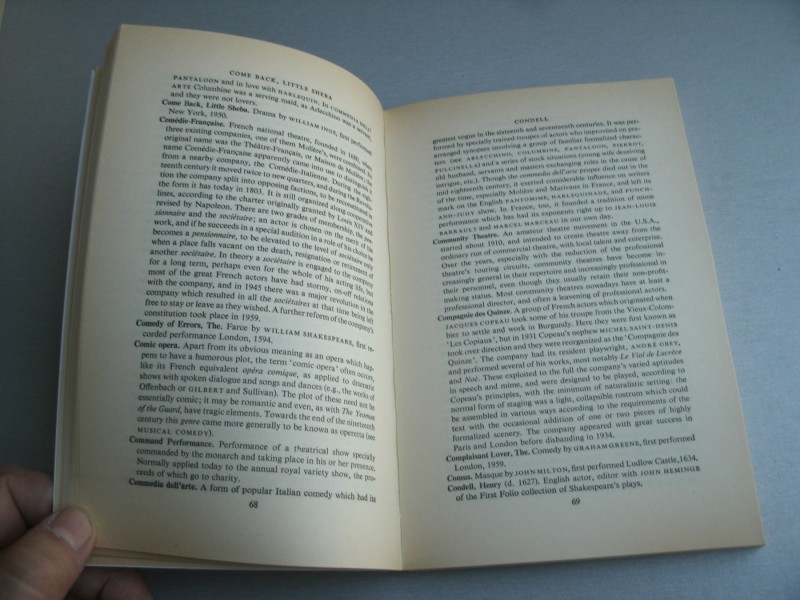 COME BACK, LITTLE SHEBA
PANTALOON and in love with HARLEQUIN. In COMMEDIA DELL'
ARTE Columbine was a serving maid, as Arlecchino was a servant,
and they were not lovers.
Come Back, Little Sheba. Drama by WILLIAM INGE, first performed
New York, 1950.
Comédie-Française. French national theatre, founded in 1680, when
three existing companies, one of them Molière's, were combined. Its
original name was the Théâtre-Français, or Maison de Molière; the
name Comédie-Française apparently came into use to distinguish it
from a nearby company, the Comédie-Italienne. During the eigh-
teenth century it moved twice to new quarters, and during the Revolu-
tion the company split into opposing factions, to be reconstituted in
the form it has today in 1803. It is still organized along cooperative
lines, according to the charter originally granted by Louis XIV and
revised by Napoleon. There are two grades of membership, the pen-
sionnaire and the sociétaire; an actor is chosen on the merit of his
work, and if he succeeds in a special audition in a role of his choice he
becomes a pensionnaire, to be elevated to the level of sociétaire only
when a place falls vacant on the death, resignation or retirement of
another sociétaire. In theory a sociétaire is engaged to the company
for a long term, perhaps even for the whole of his acting life, but
most of the great French actors have had stormy, on-off relations
with the company, and in 1945 there was a major revolution in the
company which resulted in all the sociétaires at that time being left
free to stay or leave as they wished. A further reform of the company's
constitution took place in 1959.
Comedy of Errors, The. Farce by WILLIAM SHAKESPEARE, first re-
corded performance London, 1594.
Comic opera. Apart from its obvious meaning as an opera which hap-
pens to have a humorous plot, the term 'comic opera' often occurs,
like its French equivalent opéra comique, as applied to dramatic
shows with spoken dialogue and songs and dances (e.g., the works of
Offenbach or GILBERT and Sullivan). The plot of these need not be
essentially comic; it may be romantic and even, as with The Yeomen
of the Guard, have tragic elements. Towards the end of the nineteenth
century this genre came more generally to be known as operetta (see
MUSICAL COMEDY).
Command Performance. Performance of a theatrical show specially
commanded by the monarch and taking place in his or her presence.
Normally applied today to the annual royal variety show, the pro-
ceeds of which go to charity.
Commedia dell'arte. A form of popular Italian comedy which had its
68
CONDELL
greatest vogue in the sixteenth and seventeenth centuries. It was per-
formed by specially trained troupes of actors who improvised on pre-
arranged synopses involving a group of familiar formalized charac-
ters (see ARLECCHINO, COLUMBINE, PANTALOON, PIERROT,
PULCINELLA) and a series of stock situations (young wife deceiving
old husband, servants and masters exchanging roles in the cause of
intrigue, etc.). Though the commedia dell'arte proper died out in the
mid eighteenth century, it exerted considerable influence on writers
of the time, especially Molière and Marivaux in France, and left its
mark on the English PANTOMIME, HARLEQUINADE, and PUNCH-
AND-JUDY show. In France, too, it founded a tradition of mime
performance which has had its exponents right up to JEAN-LOUIS
BARRAULT and MARCEL MARCEAU in our own day.
Community Theatre. An amateur theatre movement in the U.S.A.,
started about 1910, and intended to create theatre away from the
ordinary run of commercial theatre, with local talent and enterprise.
Over the years, especially with the reduction of the professional
theatre's touring circuits, community theatres have become in-
creasingly general in their repertoire and increasingly professional in
their personnel, even though they usually retain their non-profit-
making status. Most community theatres nowadays have at least a
professional director, and often a leavening of professional actors.
Compagnie des Quinze. A group of French actors which originated when
JACQUES COPEAU took some of his troupe from the Vieux-Colom-
bier to settle and work in Burgundy. Here they were first known as
'Les Copiaus', but in 1931 Copeau's nephew MICHEL SAINT-DENIS
took over direction and they were reorganized as the 'Compagnie des
Quinze'. The company had its resident playwright, ANDRÉ OBEY,
and performed several of his works, most notably Le Viol de Lucrèce
and Noé. These exploited to the full the company's varied aptitudes
in speech and mime, and were designed to be played, according to
Copeau's principles, with the minimum of naturalistic setting: the
normal form of staging was a light, collapsible rostrum which could
be assembled in various ways according to the requirements of the
text with the occasional addition of one or two pieces of highly
formalized scenery. The company appeared with great success in
Paris and London before disbanding in 1934.
Complaisant Lover, The. Comedy by GRAHAM GREENE, first performed
London, 1959.
Comus. Masque by JOHN MILTON, first performed Ludlow Castle, 1634.
Condell, Henry (d. 1627). English actor, editor with JOHN HEMINGE
of the First Folio collection of Shakespeare's plays.
69